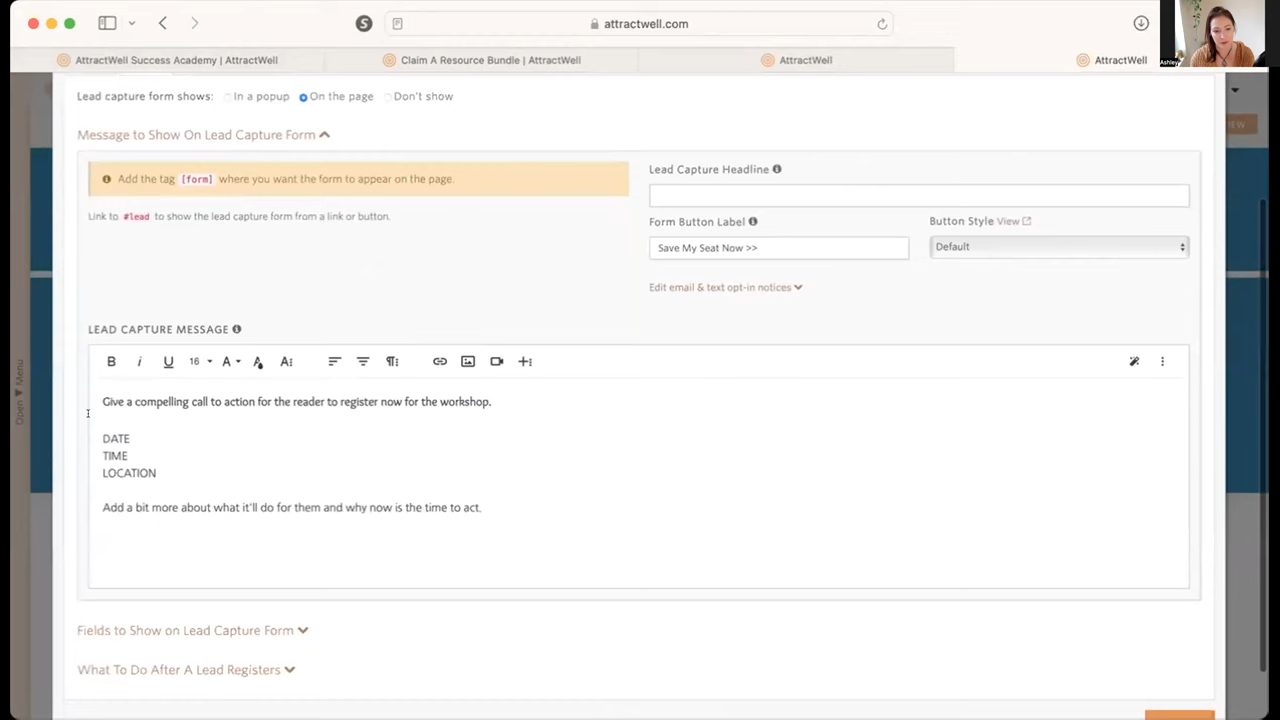 attractwell.com
AttractWell Success Academy | AttractWell
Claim A Resource Bundle | AttractWell
AttractWell
AttractWell
Ashley
Lead capture form shows: In a popup On the page Don't show
Message to Show On Lead Capture Form
Add the tag [form] where you want the form to appear on the page.
Link to #lead to show the lead capture form from a link or button.
Lead Capture Headline
Form Button Label
Button Style View
Save My Seat Now >>
Default
Edit email & text opt-in notices
LEAD CAPTURE MESSAGE
B i U 16 A
Give a compelling call to action for the reader to register now for the workshop.
DATE
TIME
LOCATION
Add a bit more about what it'll do for them and why now is the time to act.
Fields to Show on Lead Capture Form
What To Do After A Lead Registers
Open Menu